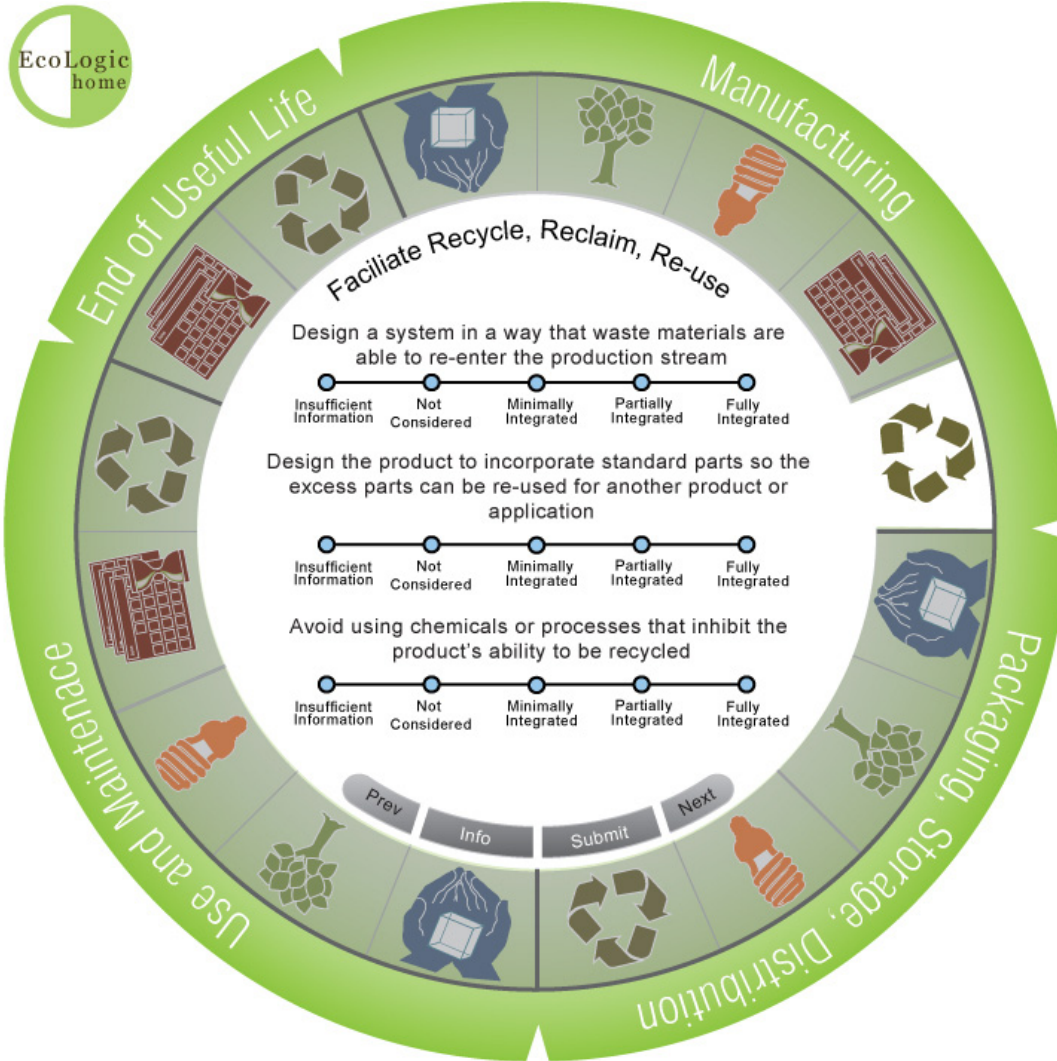 EcoLogic
home
Manufacturing
End of Useful Life
Faciliate Recycle, Reclaim, Re-use
Design a system in a way that waste materials are
able to re-enter the production stream
Insufficient Information
Not Considered
Minimally Integrated
Partially Integrated
Fully Integrated
Design the product to incorporate standard parts so the
excess parts can be re-used for another product or
application
Insufficient Information
Not Considered
Minimally Integrated
Partially Integrated
Fully Integrated
Avoid using chemicals or processes that inhibit the
product's ability to be recycled
Insufficient Information
Not Considered
Minimally Integrated
Partially Integrated
Fully Integrated
Prev
Info
Submit
Next
Use and Maintenace
Packaging, Storage, Distribution